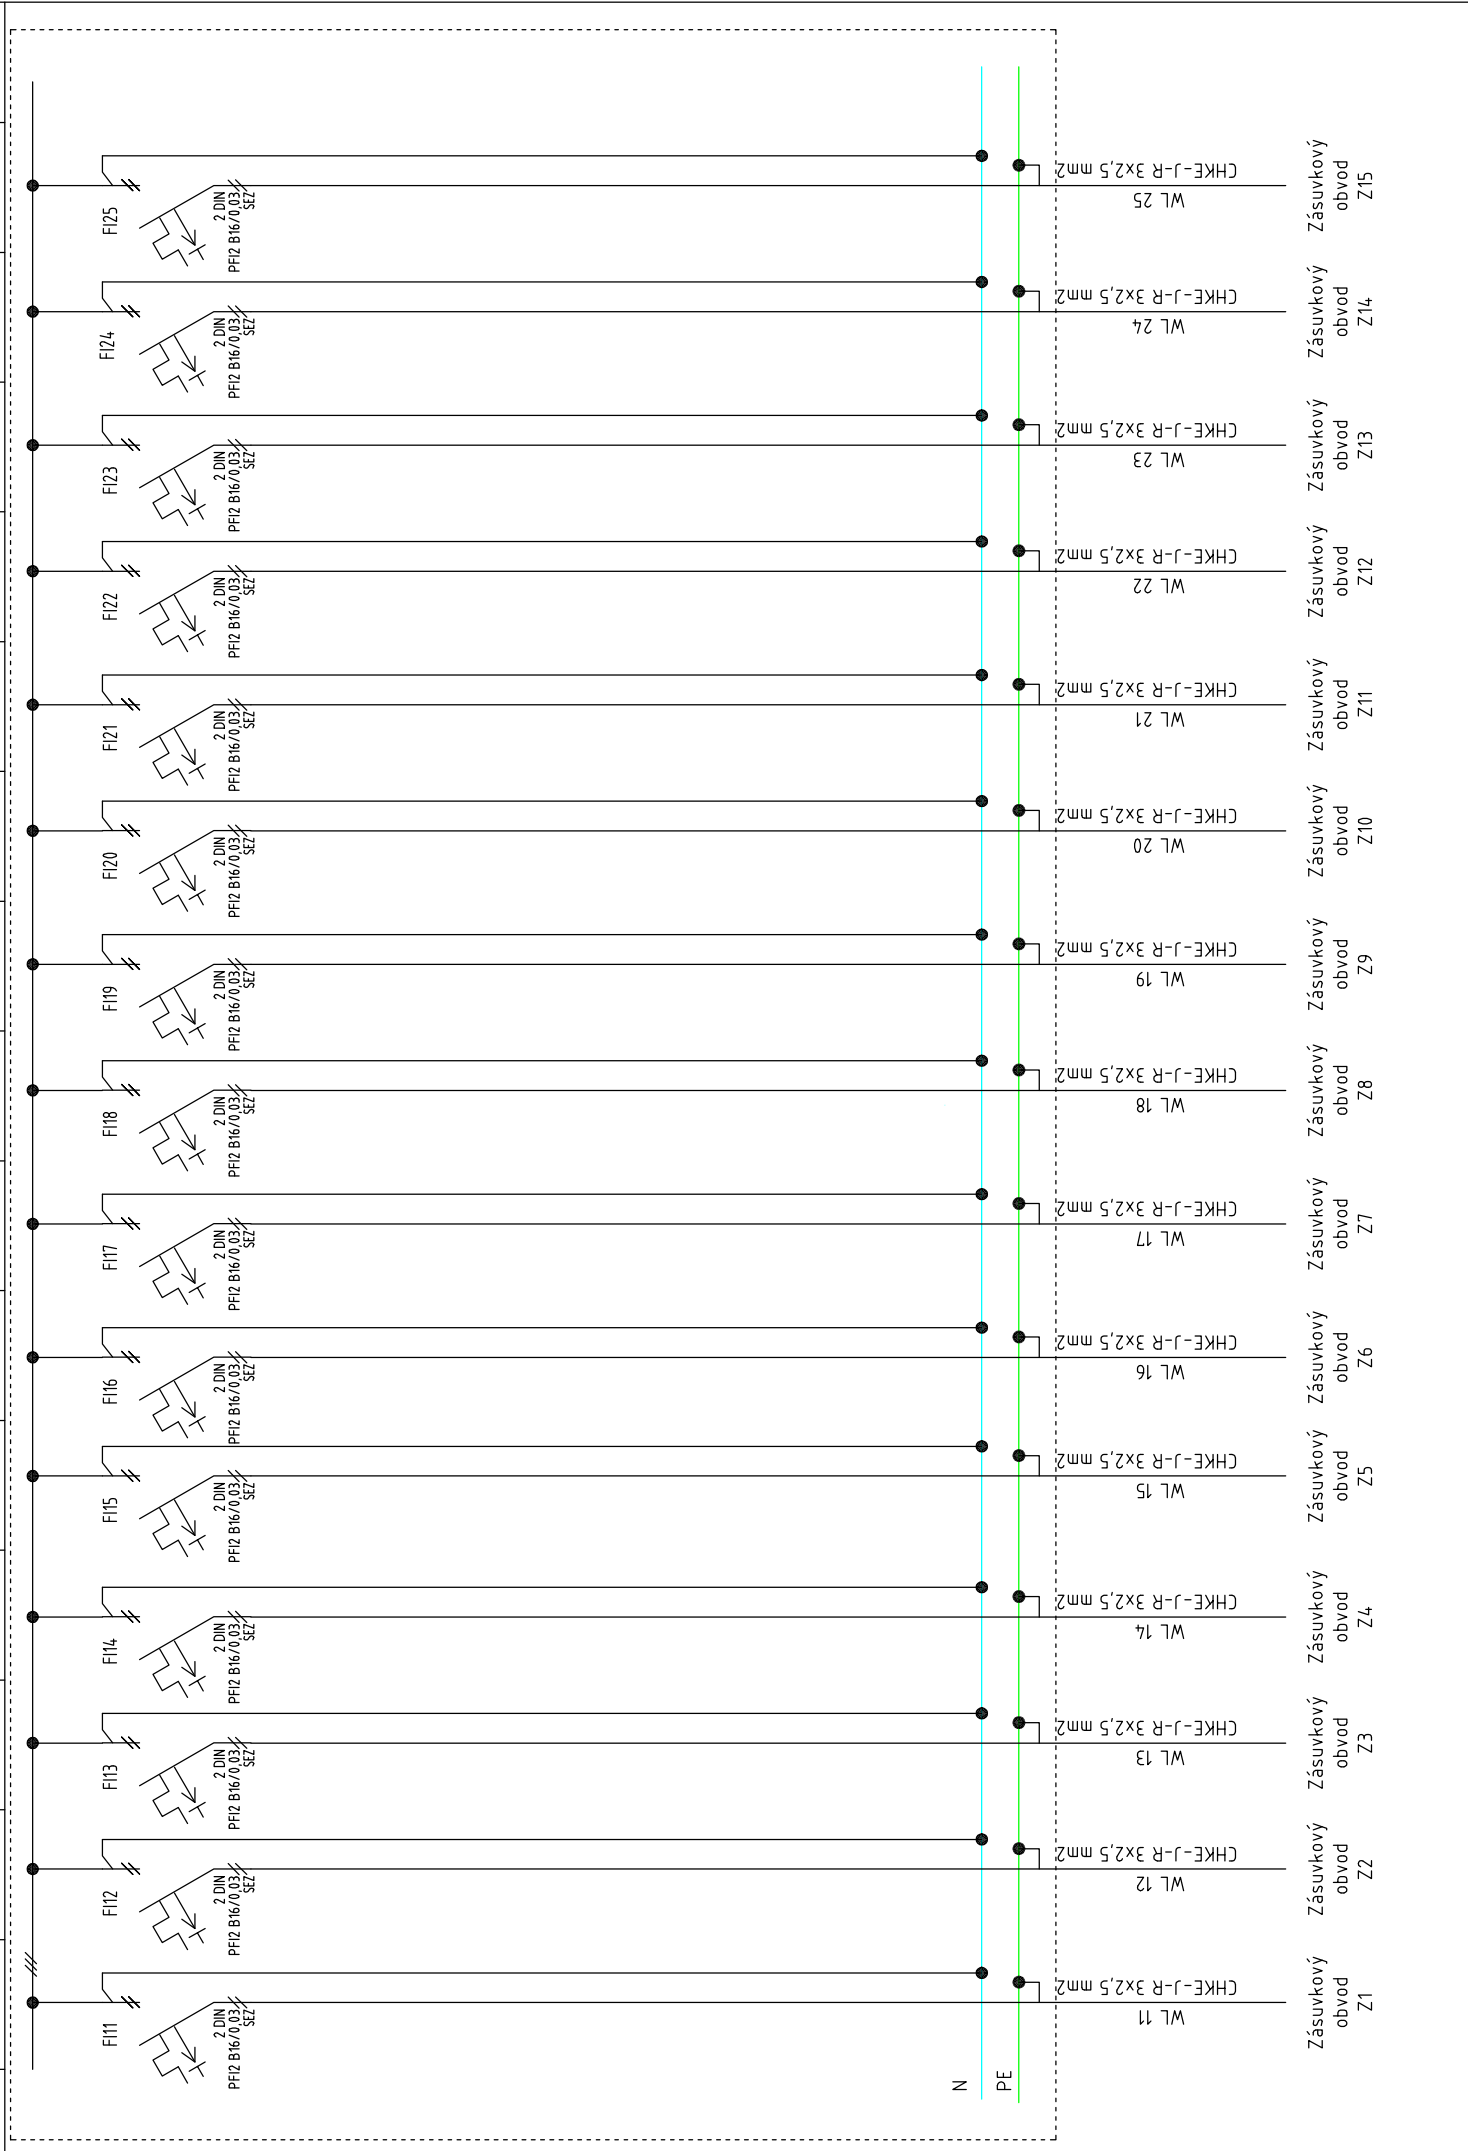 FI11
2 DIN
PFI2 B16/0,03
SEZ
WL 11
CHKE-J-R 3x2,5 mm2
Zásuvkový
obvod
Z1
FI12
2 DIN
PFI2 B16/0,03
SEZ
WL 12
CHKE-J-R 3x2,5 mm2
Zásuvkový
obvod
Z2
FI13
2 DIN
PFI2 B16/0,03
SEZ
WL 13
CHKE-J-R 3x2,5 mm2
Zásuvkový
obvod
Z3
FI14
2 DIN
PFI2 B16/0,03
SEZ
WL 14
CHKE-J-R 3x2,5 mm2
Zásuvkový
obvod
Z4
FI15
2 DIN
PFI2 B16/0,03
SEZ
WL 15
CHKE-J-R 3x2,5 mm2
Zásuvkový
obvod
Z5
FI16
2 DIN
PFI2 B16/0,03
SEZ
WL 16
CHKE-J-R 3x2,5 mm2
Zásuvkový
obvod
Z6
FI17
2 DIN
PFI2 B16/0,03
SEZ
WL 17
CHKE-J-R 3x2,5 mm2
Zásuvkový
obvod
Z7
FI18
2 DIN
PFI2 B16/0,03
SEZ
WL 18
CHKE-J-R 3x2,5 mm2
Zásuvkový
obvod
Z8
FI19
2 DIN
PFI2 B16/0,03
SEZ
WL 19
CHKE-J-R 3x2,5 mm2
Zásuvkový
obvod
Z9
FI20
2 DIN
PFI2 B16/0,03
SEZ
WL 20
CHKE-J-R 3x2,5 mm2
Zásuvkový
obvod
Z10
FI21
2 DIN
PFI2 B16/0,03
SEZ
WL 21
CHKE-J-R 3x2,5 mm2
Zásuvkový
obvod
Z11
FI22
2 DIN
PFI2 B16/0,03
SEZ
WL 22
CHKE-J-R 3x2,5 mm2
Zásuvkový
obvod
Z12
FI23
2 DIN
PFI2 B16/0,03
SEZ
WL 23
CHKE-J-R 3x2,5 mm2
Zásuvkový
obvod
Z13
FI24
2 DIN
PFI2 B16/0,03
SEZ
WL 24
CHKE-J-R 3x2,5 mm2
Zásuvkový
obvod
Z14
FI25
2 DIN
PFI2 B16/0,03
SEZ
WL 25
CHKE-J-R 3x2,5 mm2
Zásuvkový
obvod
Z15
N
PE